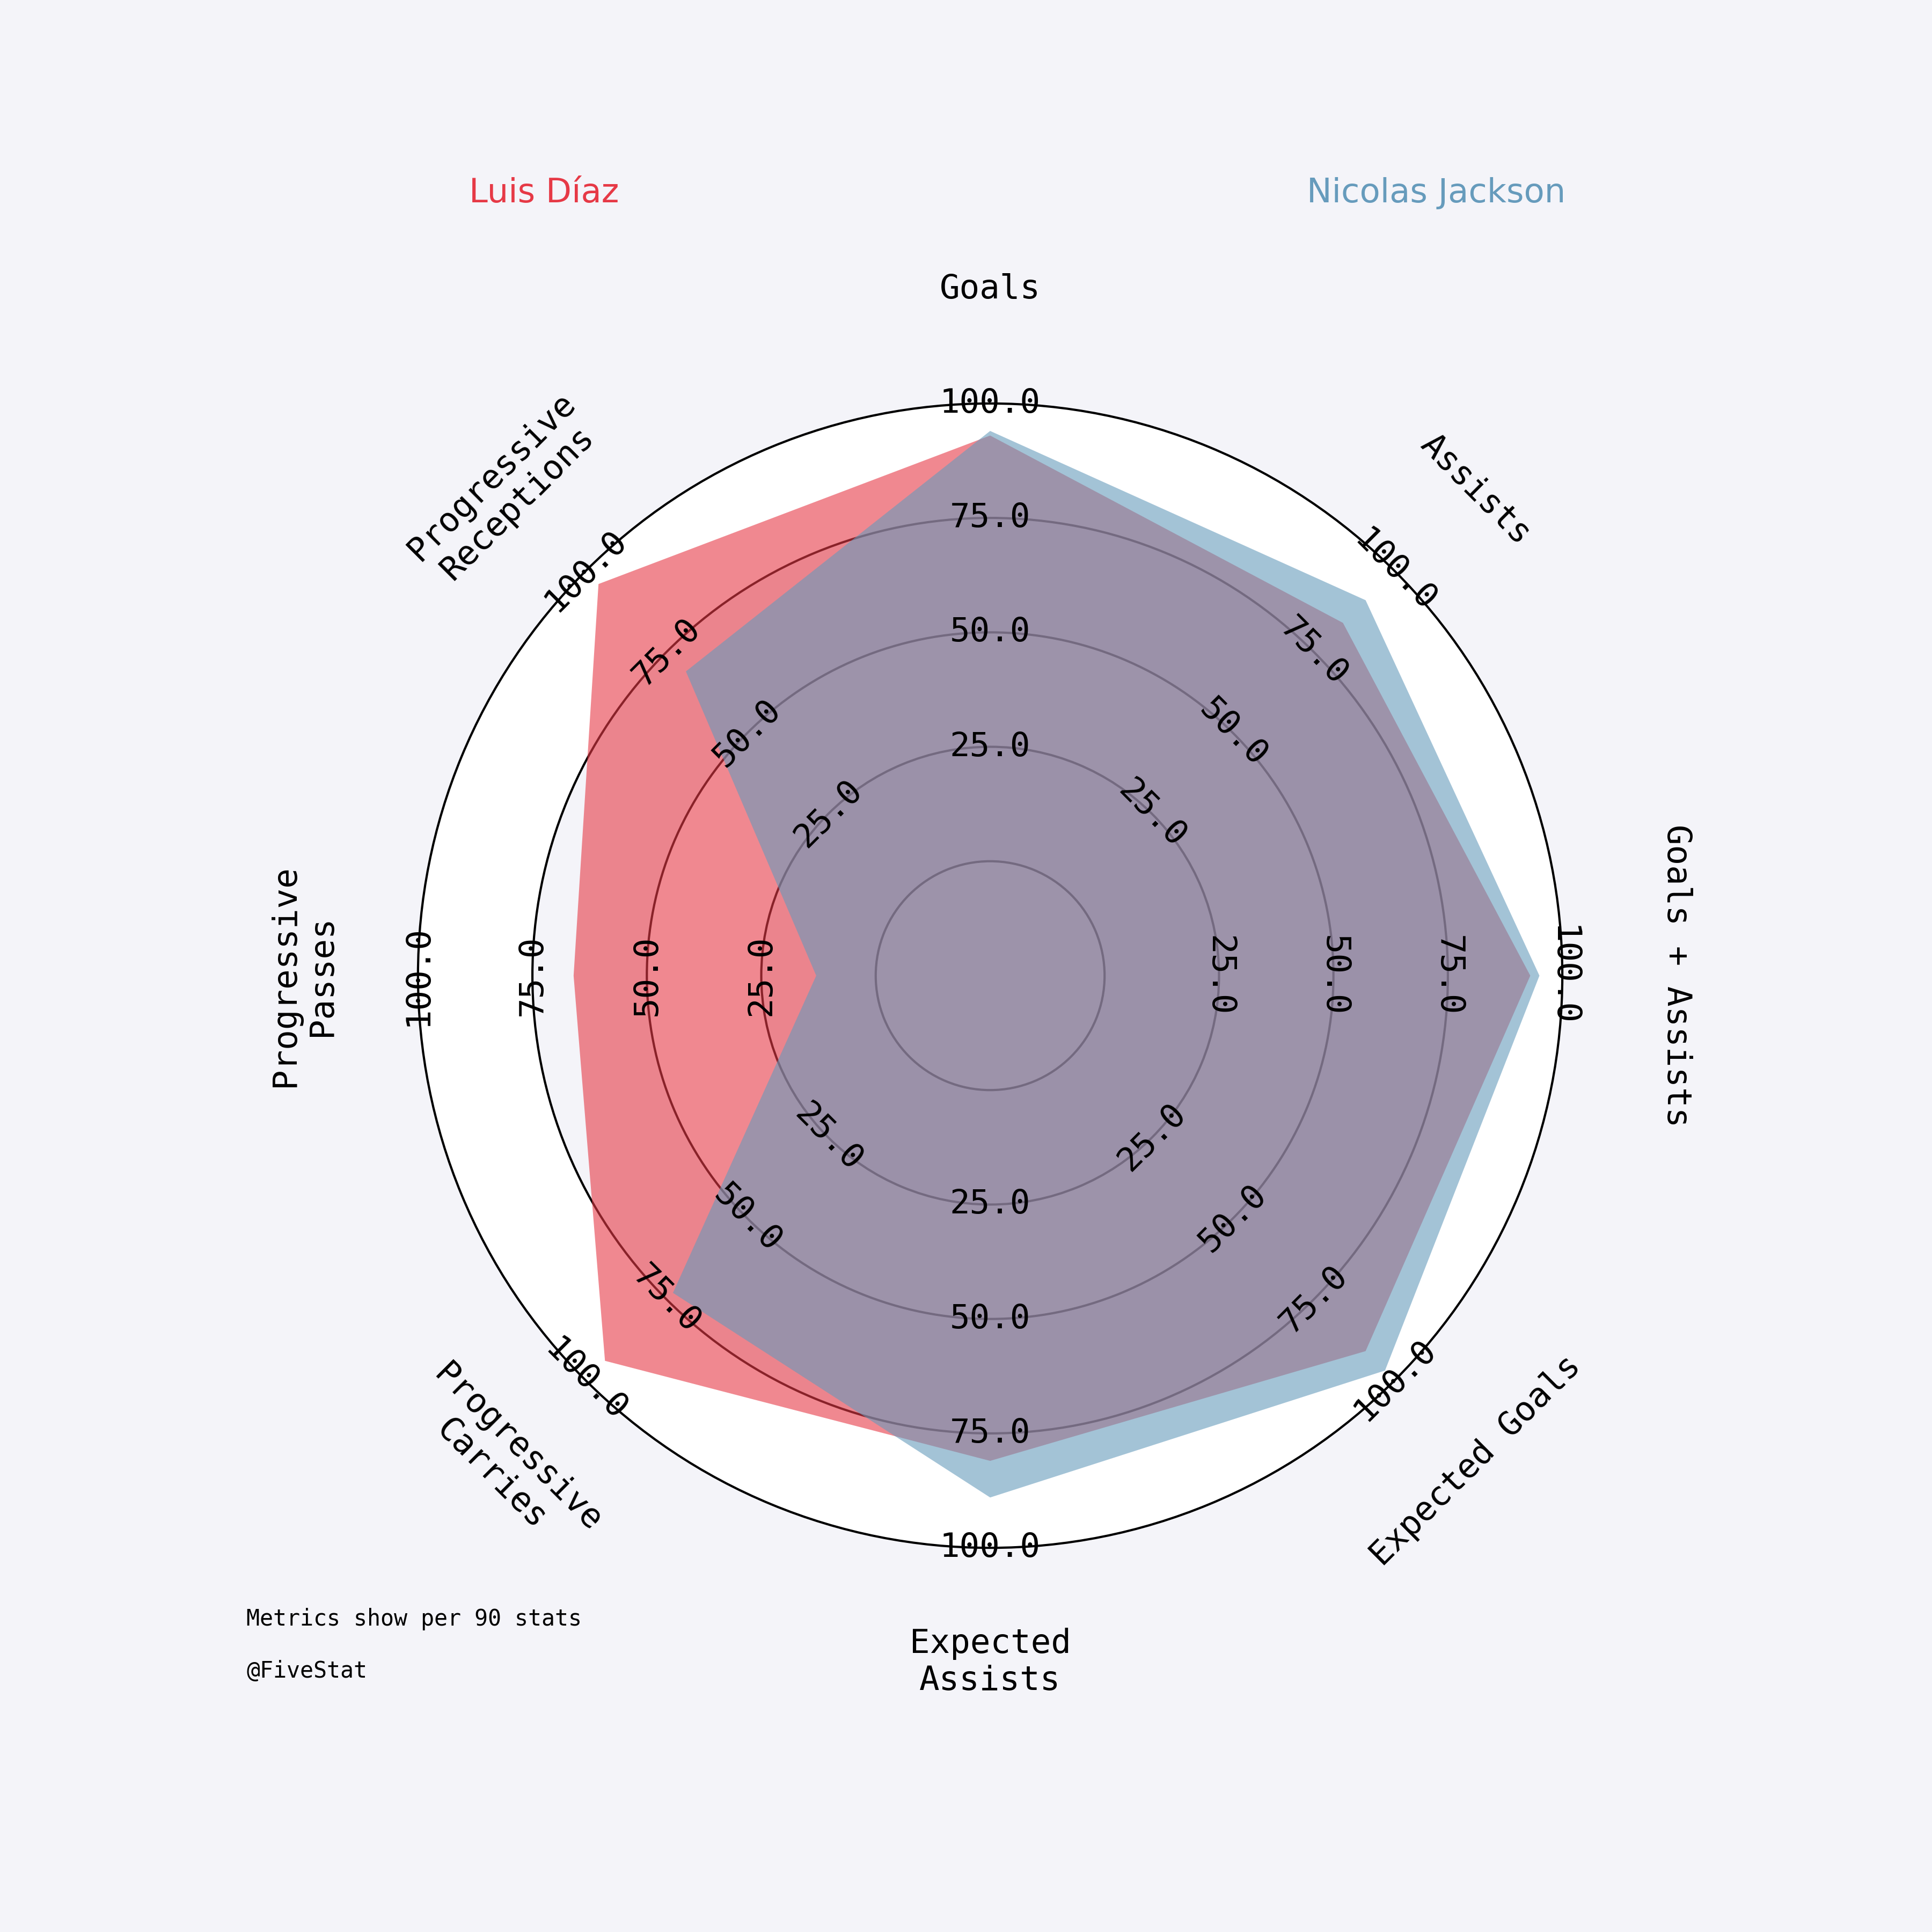 Luis Díaz
Nicolas Jackson
Goals
Assists
Goals + Assists
Expected Goals
Expected
Assists
Progressive
Carries
Progressive
Passes
Progressive
Receptions
25.0
50.0
75.0
100.0
25.0
50.0
75.0
100.0
25.0
50.0
75.0
100.0
25.0
50.0
75.0
100.0
25.0
50.0
75.0
100.0
25.0
50.0
75.0
100.0
25.0
50.0
75.0
100.0
25.0
50.0
75.0
100.0
Metrics show per 90 stats
@FiveStat